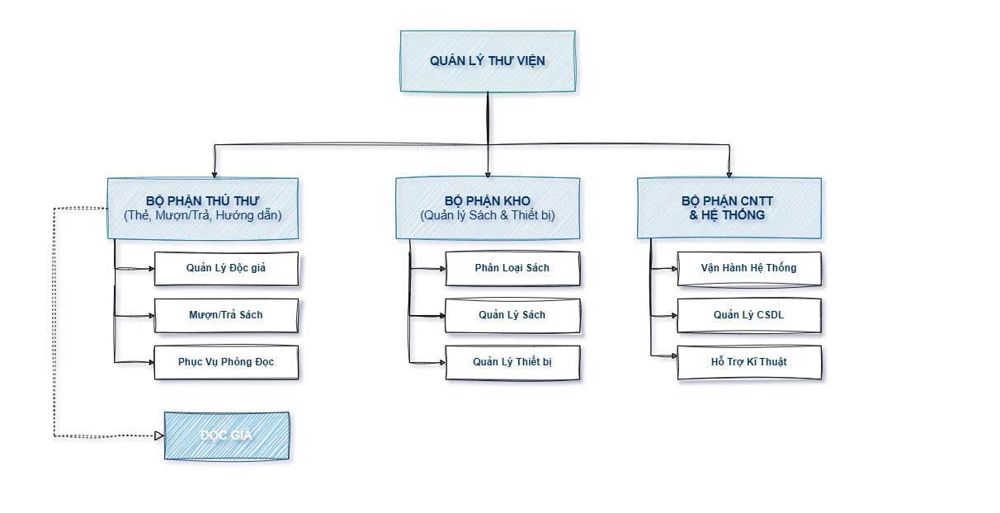 QUẢN LÝ THƯ VIỆN
BỘ PHẬN THỦ THƯ
(Thẻ, Mượn/Trả, Hướng dẫn)
Quản Lý Độc giả
Mượn/Trả Sách
Phục Vụ Phòng Đọc
ĐỘC GIẢ
BỘ PHẬN KHO
(Quản lý Sách & Thiết bị)
Phân Loại Sách
Quản Lý Sách
Quản Lý Thiết bị
BỘ PHẬN CNTT
& HỆ THỐNG
Vận Hành Hệ Thống
Quản Lý CSDL
Hỗ Trợ Kĩ Thuật